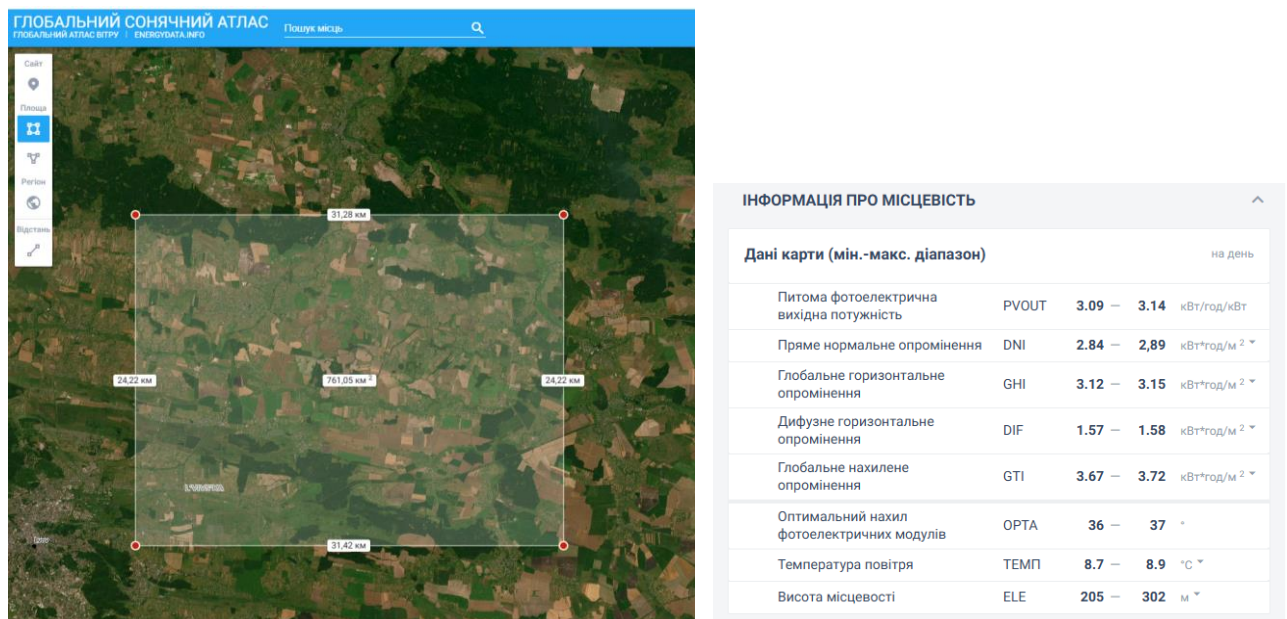 ГЛОБАЛЬНИЙ СОНЯЧНИЙ АТЛАС
ГЛОБАЛЬНИЙ АТЛАС ВІТРУ | ENERGYDATA.INFO
Пошук місць
Сайт
Площа
Регіон
Відстань
31,28 км
24,22 км
761,05 км 2
24,22 км
31,42 км
ІНФОРМАЦІЯ ПРО МІСЦЕВІСТЬ
Дані карти (мін.-макс. діапазон) на день
Питома фотоелектрична
вихідна потужність PVOUT 3.09 — 3.14 кВт/год/кВт
Пряме нормальне опромінення DNI 2.84 — 2,89 кВт*год/м 2
Глобальне горизонтальне
опромінення GHI 3.12 — 3.15 кВт*год/м 2
Дифузне горизонтальне
опромінення DIF 1.57 — 1.58 кВт*год/м 2
Глобальне нахилене
опромінення GTI 3.67 — 3.72 кВт*год/м 2
Оптимальний нахил
фотоелектричних модулів OPTA 36 — 37 °
Температура повітря ТЕМП 8.7 — 8.9 °C
Висота місцевості ELE 205 — 302 м